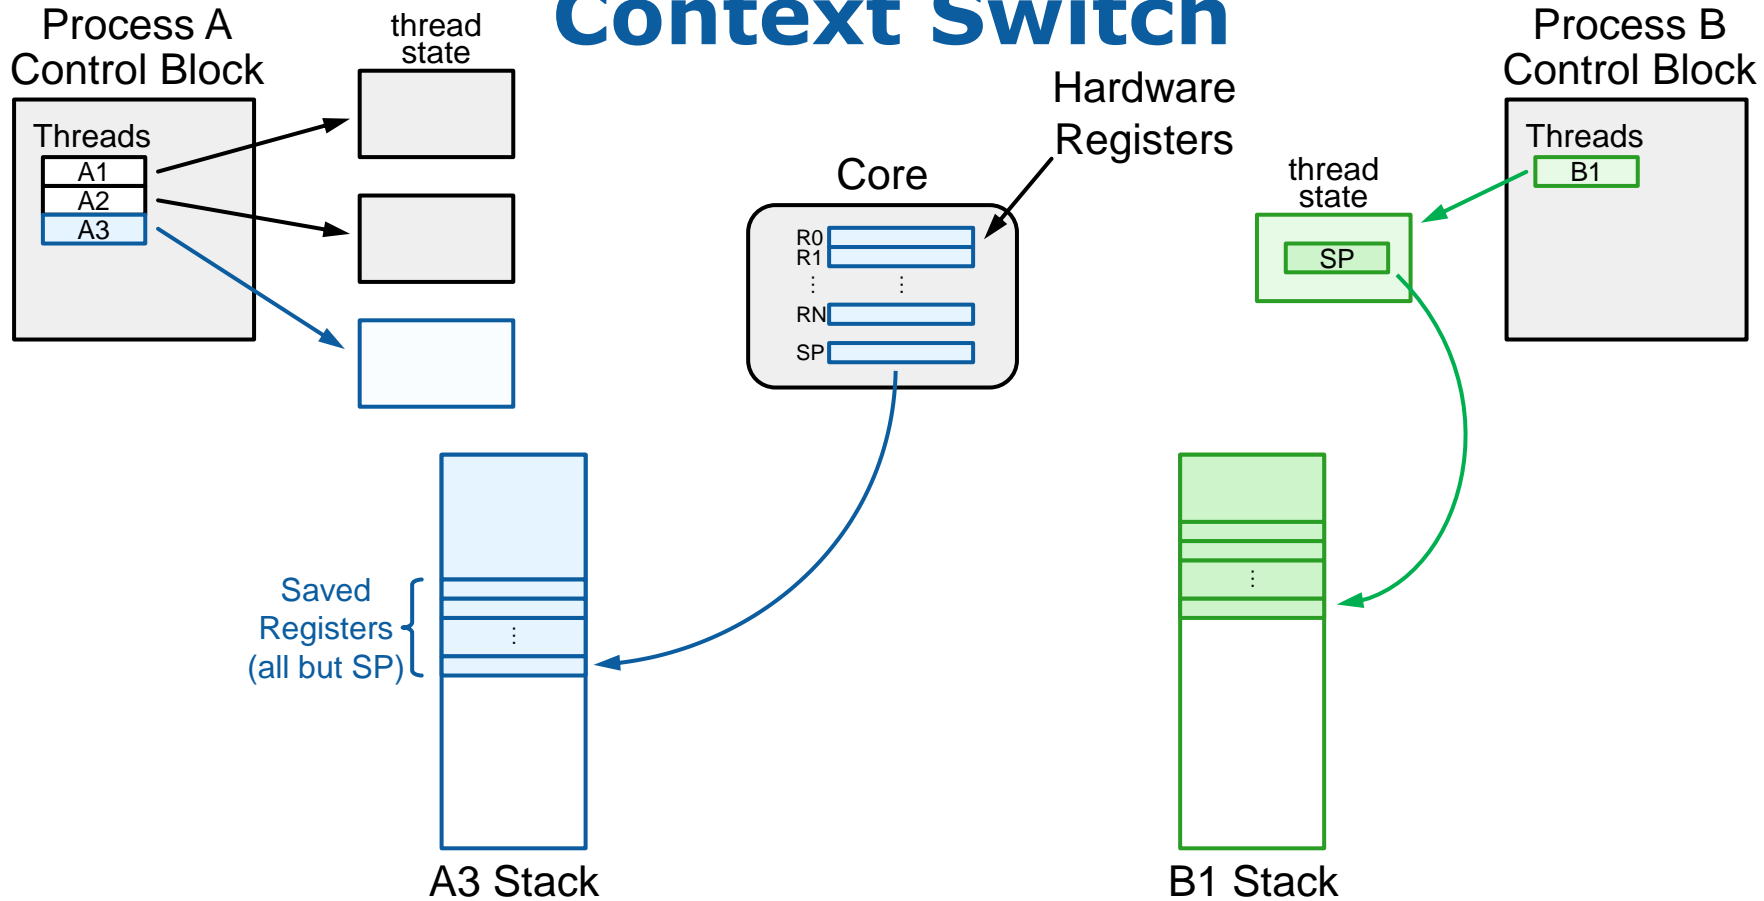 Context Switch
Process A
Control Block
Threads
A1
A2
A3
thread
state
Hardware
Registers
Core
R0
R1
⋮ ⋮
RN
SP
thread
state
SP
Process B
Control Block
Threads
B1
Saved
Registers
(all but SP)
⋮
A3 Stack
⋮
B1 Stack